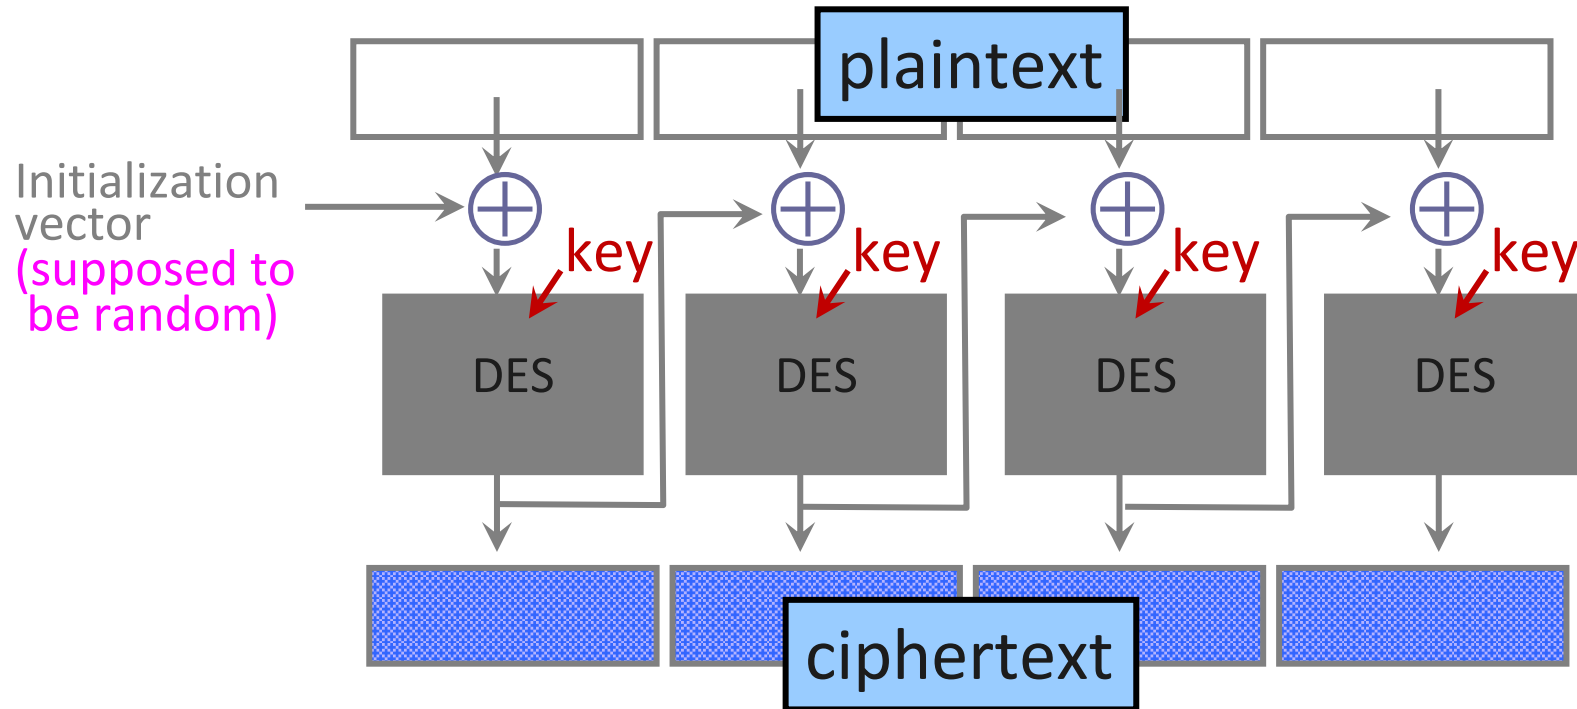 plaintext
Initialization
vector
(supposed to
be random)
key
key
key
key
DES
DES
DES
DES
ciphertext